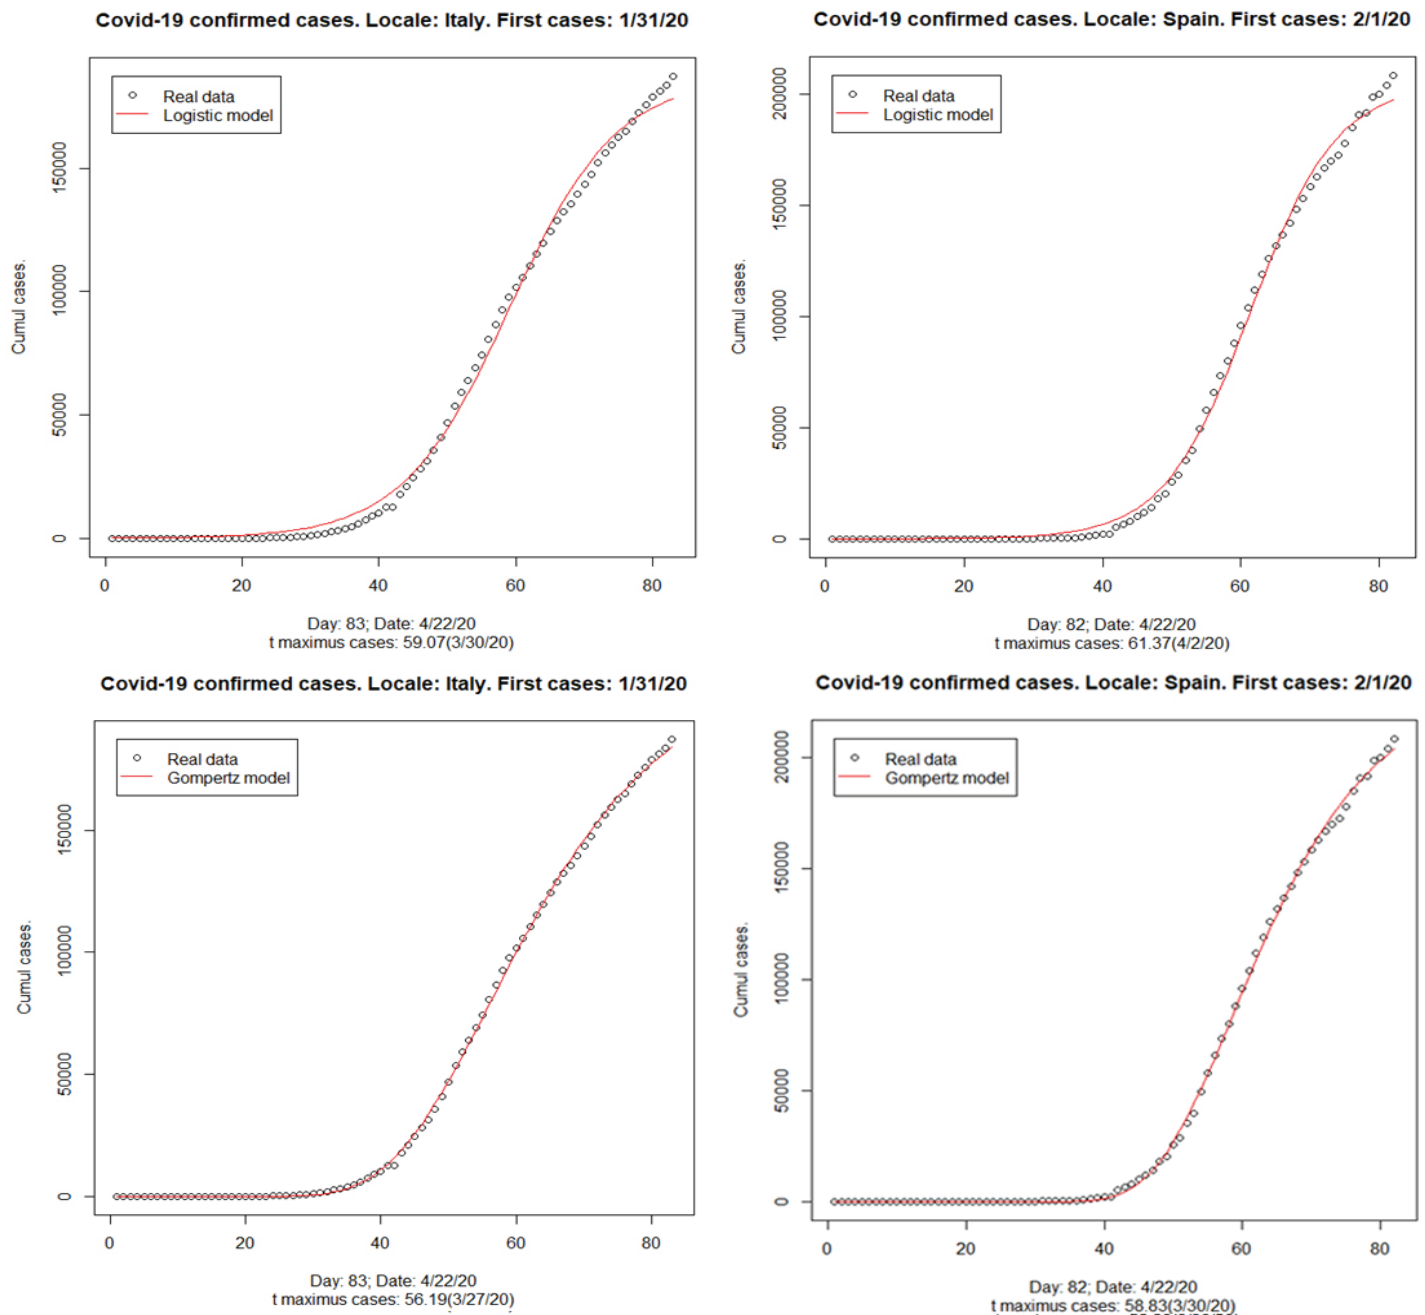 Covid-19 confirmed cases. Locale: Italy. First cases: 1/31/20
Real data
Logistic model
Cumul cases.
150000
100000
50000
0
0 20 40 60 80
Day: 83; Date: 4/22/20
t maximus cases: 59.07(3/30/20)
Covid-19 confirmed cases. Locale: Spain. First cases: 2/1/20
Real data
Logistic model
Cumul cases.
200000
150000
100000
50000
0
0 20 40 60 80
Day: 82; Date: 4/22/20
t maximus cases: 61.37(4/2/20)
Covid-19 confirmed cases. Locale: Italy. First cases: 1/31/20
Real data
Gompertz model
Cumul cases.
150000
100000
50000
0
0 20 40 60 80
Day: 83; Date: 4/22/20
t maximus cases: 56.19(3/27/20)
Covid-19 confirmed cases. Locale: Spain. First cases: 2/1/20
Real data
Gompertz model
Cumul cases.
200000
150000
100000
50000
0
0 20 40 60 80
Day: 82; Date: 4/22/20
t maximus cases: 58.83(3/30/20)